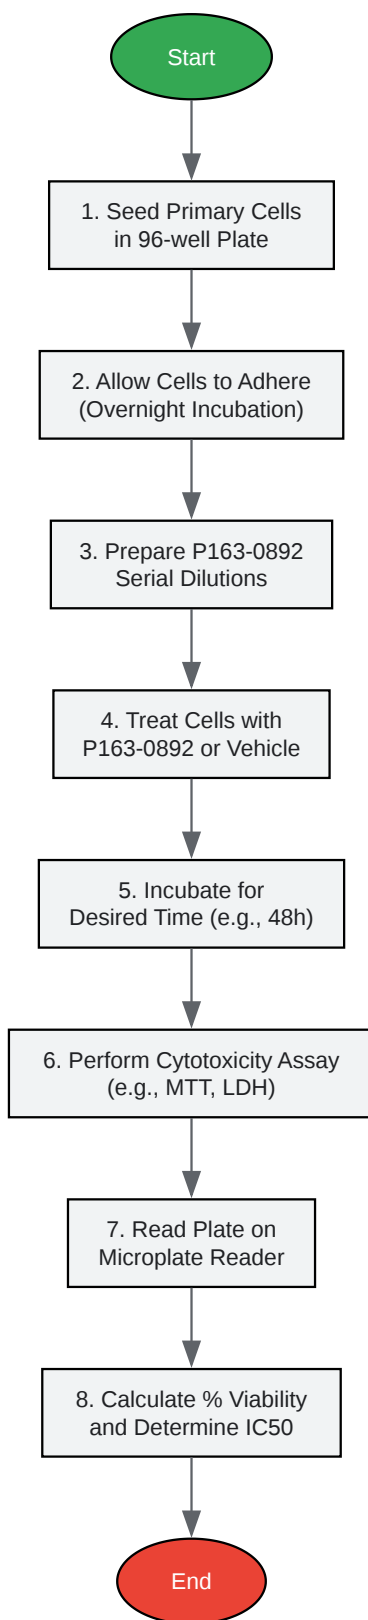 Start
1. Seed Primary Cells
in 96-well Plate
2. Allow Cells to Adhere
(Overnight Incubation)
3. Prepare P163-0892
Serial Dilutions
4. Treat Cells with
P163-0892 or Vehicle
5. Incubate for
Desired Time (e.g., 48h)
6. Perform Cytotoxicity Assay
(e.g., MTT, LDH)
7. Read Plate on
Microplate Reader
8. Calculate % Viability
and Determine IC50
End